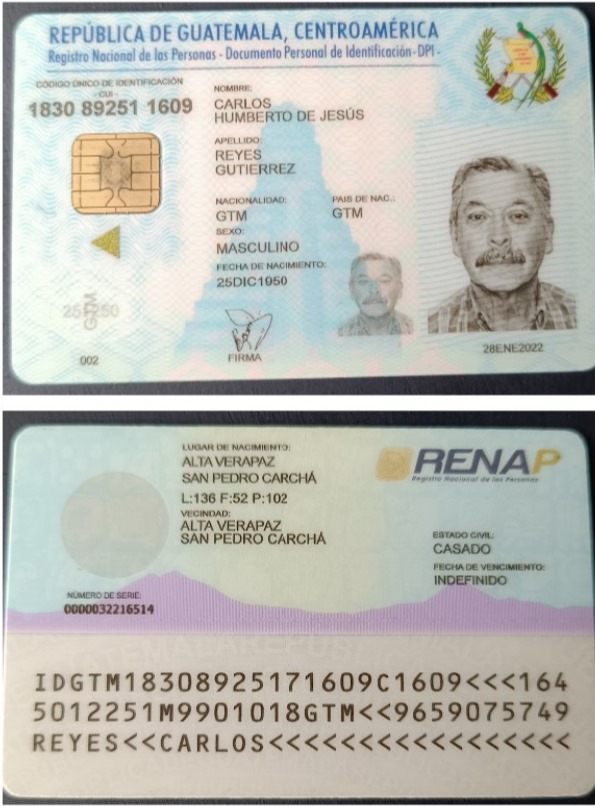 REPÚBLICA DE GUATEMALA, CENTROAMÉRICA
Registro Nacional de las Personas - Documento Personal de Identificación -DPI -
CÓDIGO ÚNICO DE IDENTIFICACIÓN
- CUI -
1830 89251 1609
NOMBRE:
CARLOS
HUMBERTO DE JESÚS
APELLIDO:
REYES
GUTIERREZ
NACIONALIDAD: PAIS DE NAC.:
GTM GTM
SEXO:
MASCULINO
FECHA DE NACIMIENTO:
25DIC1950
GTM
002
FIRMA
28ENE2022
LUGAR DE NACIMIENTO:
ALTA VERAPAZ
SAN PEDRO CARCHÁ
L:136 F:52 P:102
VECINDAD:
ALTA VERAPAZ
SAN PEDRO CARCHÁ
RENAP
Registro Nacional de las Personas
ESTADO CIVIL:
CASADO
FECHA DE VENCIMIENTO:
INDEFINIDO
NÚMERO DE SERIE:
0000032216514
IDGTM18308925171609C1609<<<164
5012251M9901018GTM<<9659075749
REYES<<CARLOS<<<<<<<<<<<<<<<<<